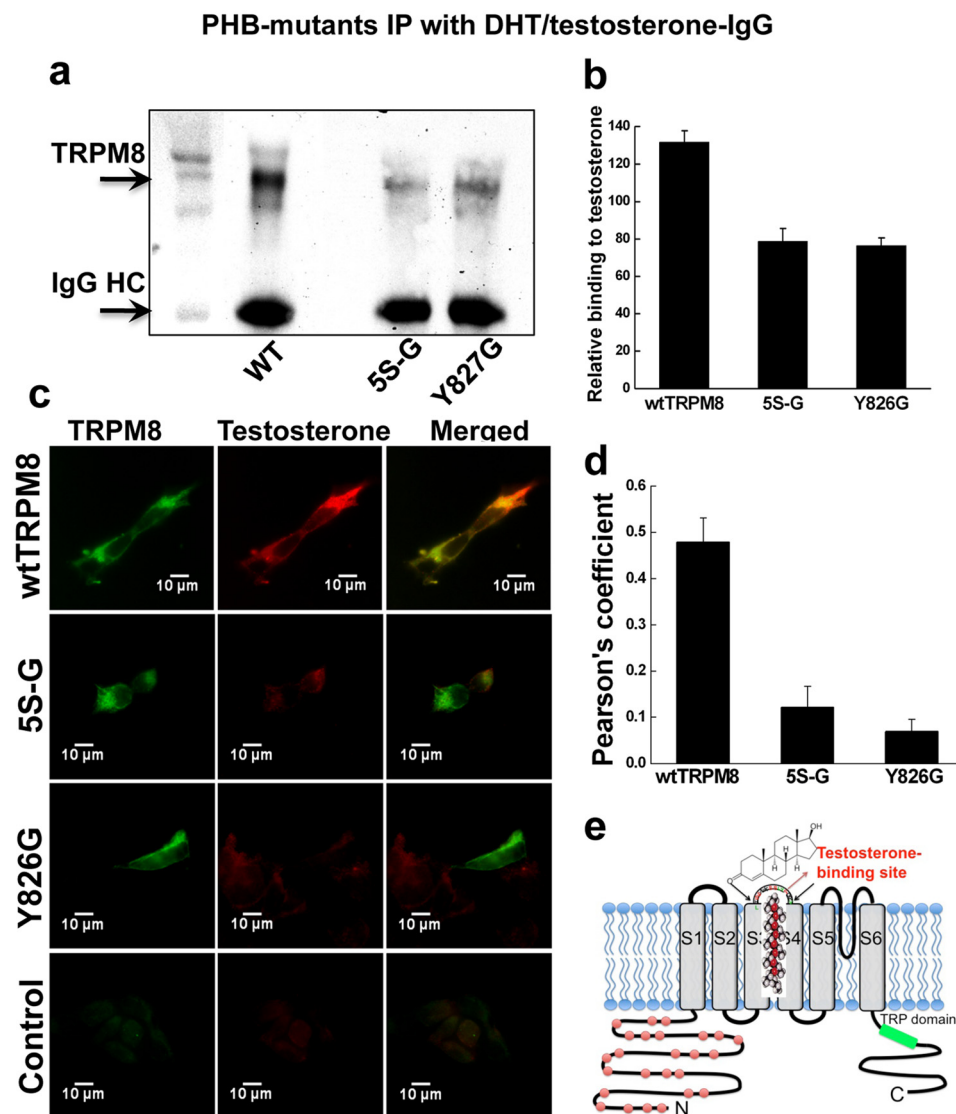 PHB-mutants IP with DHT/testosterone-IgG
a
TRPM8
IgG HC
WT
5S-G
Y827G
b
Relative binding to testosterone
140
120
100
80
60
40
20
0
wtTRPM8
5S-G
Y826G
c
TRPM8
Testosterone
Merged
wtTRPM8
10 µm
10 µm
10 µm
5S-G
10 µm
10 µm
10 µm
Y826G
10 µm
10 µm
10 µm
Control
10 µm
10 µm
10 µm
d
Pearson's coefficient
0.6
0.5
0.4
0.3
0.2
0.1
0.0
wtTRPM8
5S-G
Y826G
e
OH
H
H
H
O
Testosterone-
binding site
S1
S2
S3
S4
S5
S6
TRP domain
N
C